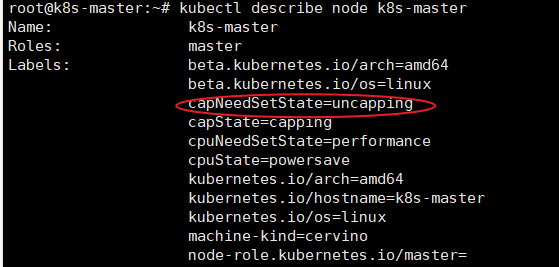 root@k8s-master:~# kubectl describe node k8s-master
Name: k8s-master
Roles: master
Labels: beta.kubernetes.io/arch=amd64
beta.kubernetes.io/os=linux
capNeedSetState=uncapping
capState=capping
cpuNeedSetState=performance
cpuState=powersave
kubernetes.io/arch=amd64
kubernetes.io/hostname=k8s-master
kubernetes.io/os=linux
machine-kind=cervino
node-role.kubernetes.io/master=